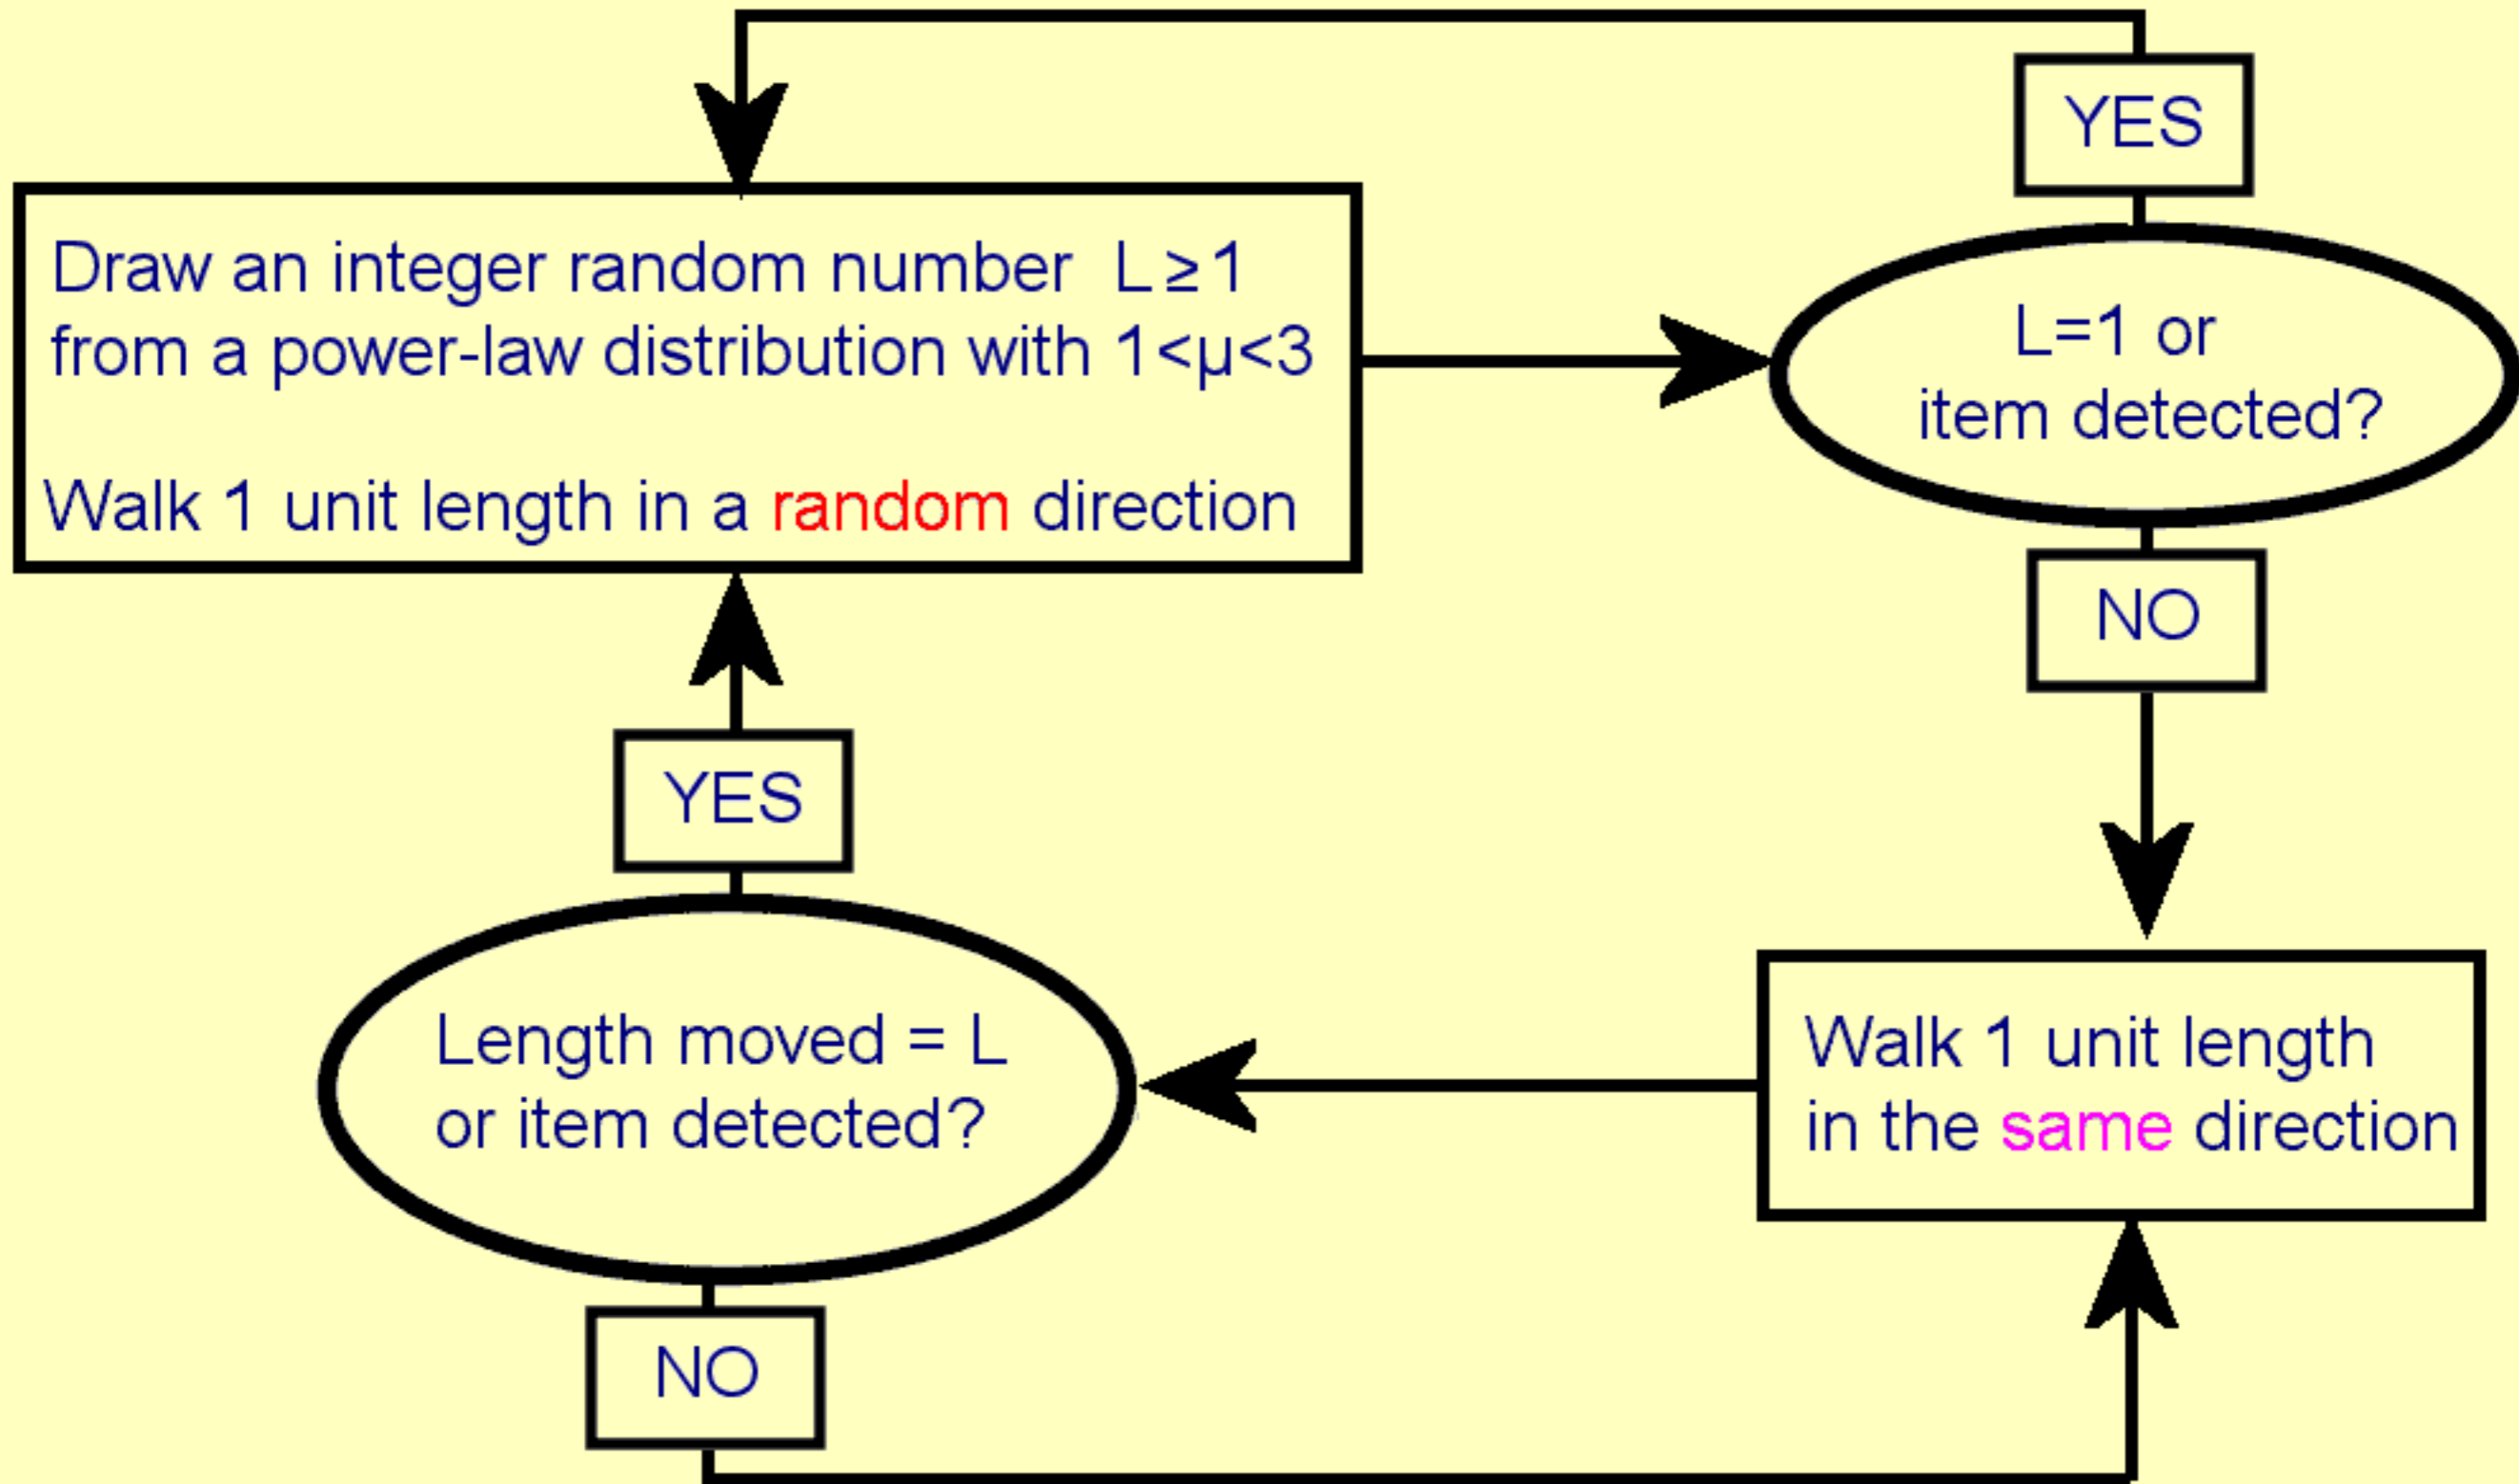 YES
Draw an integer random number L ≥ 1
from a power-law distribution with 1<μ<3
Walk 1 unit length in a random direction
L=1 or
item detected?
NO
YES
Length moved = L
or item detected?
Walk 1 unit length
in the same direction
NO